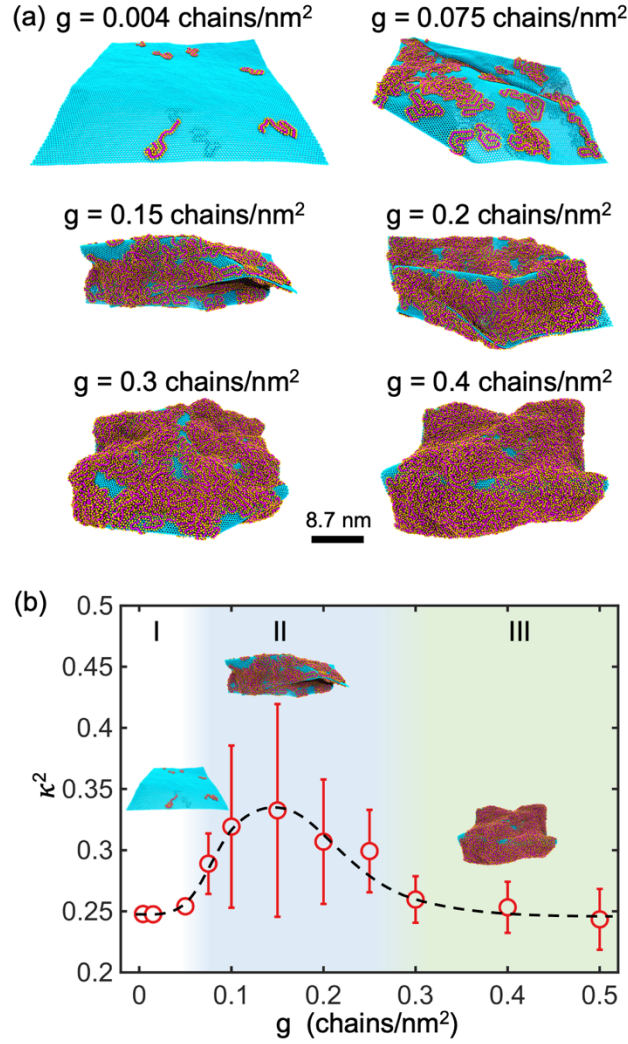 (a)
g = 0.004 chains/nm²
g = 0.075 chains/nm²
g = 0.15 chains/nm²
g = 0.2 chains/nm²
g = 0.3 chains/nm²
g = 0.4 chains/nm²
8.7 nm
(b)
I
II
III
0.5
0.45
0.4
0.35
0.3
0.25
0.2
κ²
0
0.1
0.2
0.3
0.4
0.5
g (chains/nm²)